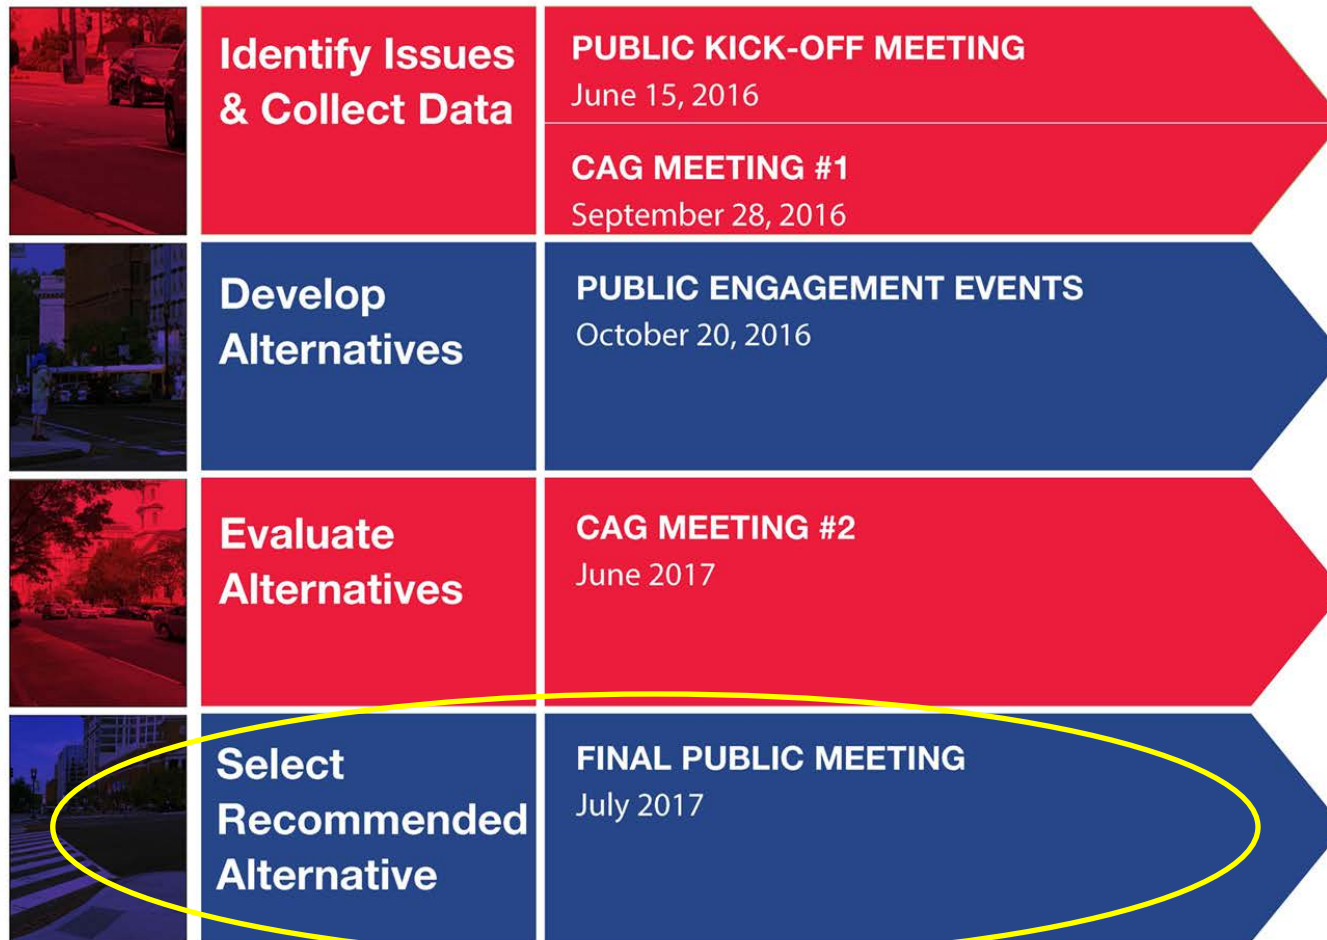 Identify Issues
& Collect Data
PUBLIC KICK-OFF MEETING
June 15, 2016
CAG MEETING #1
September 28, 2016
Develop
Alternatives
PUBLIC ENGAGEMENT EVENTS
October 20, 2016
Evaluate
Alternatives
CAG MEETING #2
June 2017
Select
Recommended
Alternative
FINAL PUBLIC MEETING
July 2017